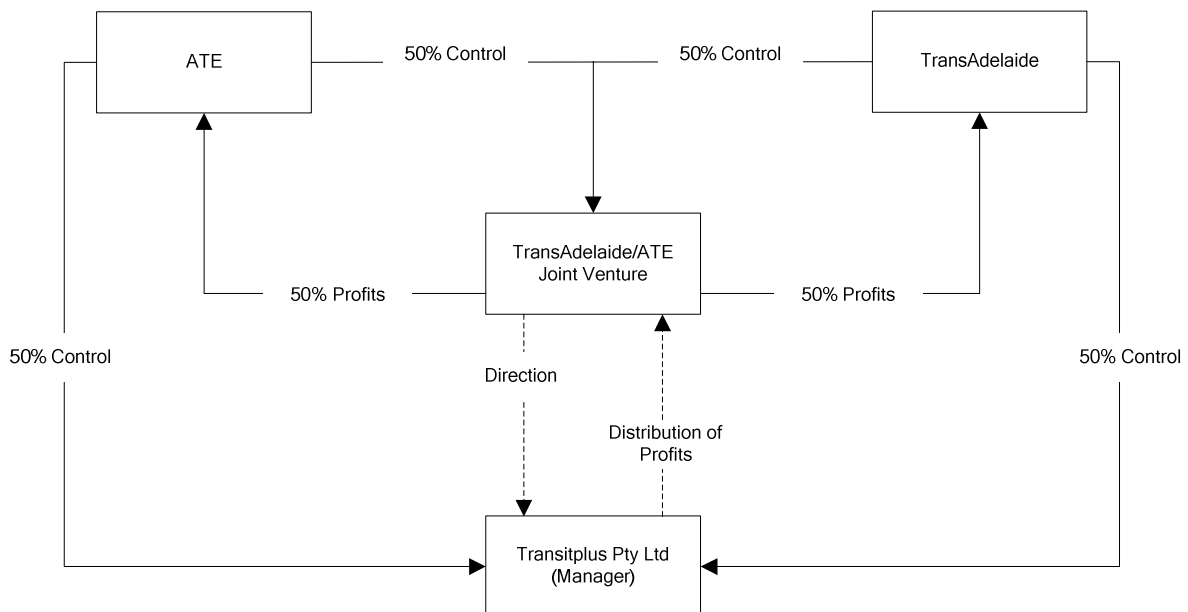 ATE
50% Control
50% Control
TransAdelaide
TransAdelaide/ATE
Joint Venture
50% Profits
50% Profits
50% Control
50% Control
Direction
Distribution of
Profits
Transitplus Pty Ltd
(Manager)